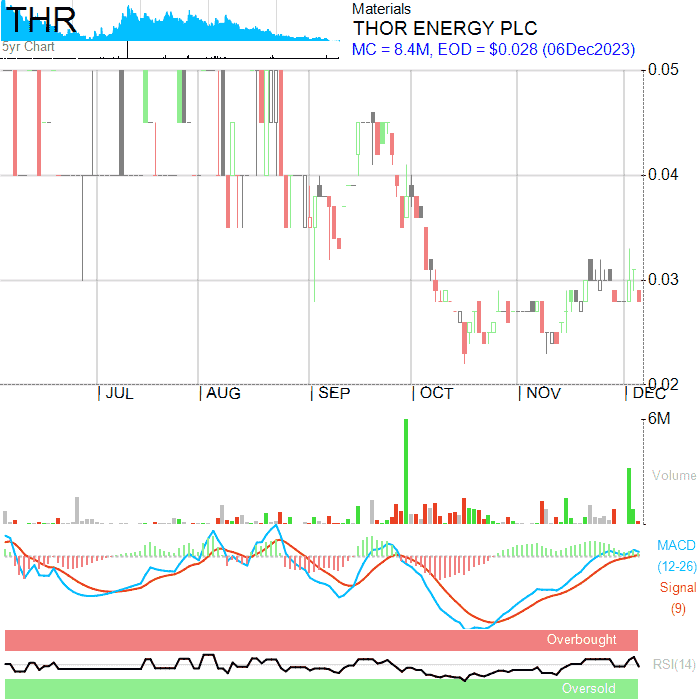 THR
5yr Chart
Materials
THOR ENERGY PLC
MC = 8.4M, EOD = $0.028 (06Dec2023)
0.05
0.04
0.03
0.02
JUL
AUG
SEP
OCT
NOV
DEC
6M
Volume
MACD
(12-26)
Signal
(9)
Overbought
RSI(14)
Oversold